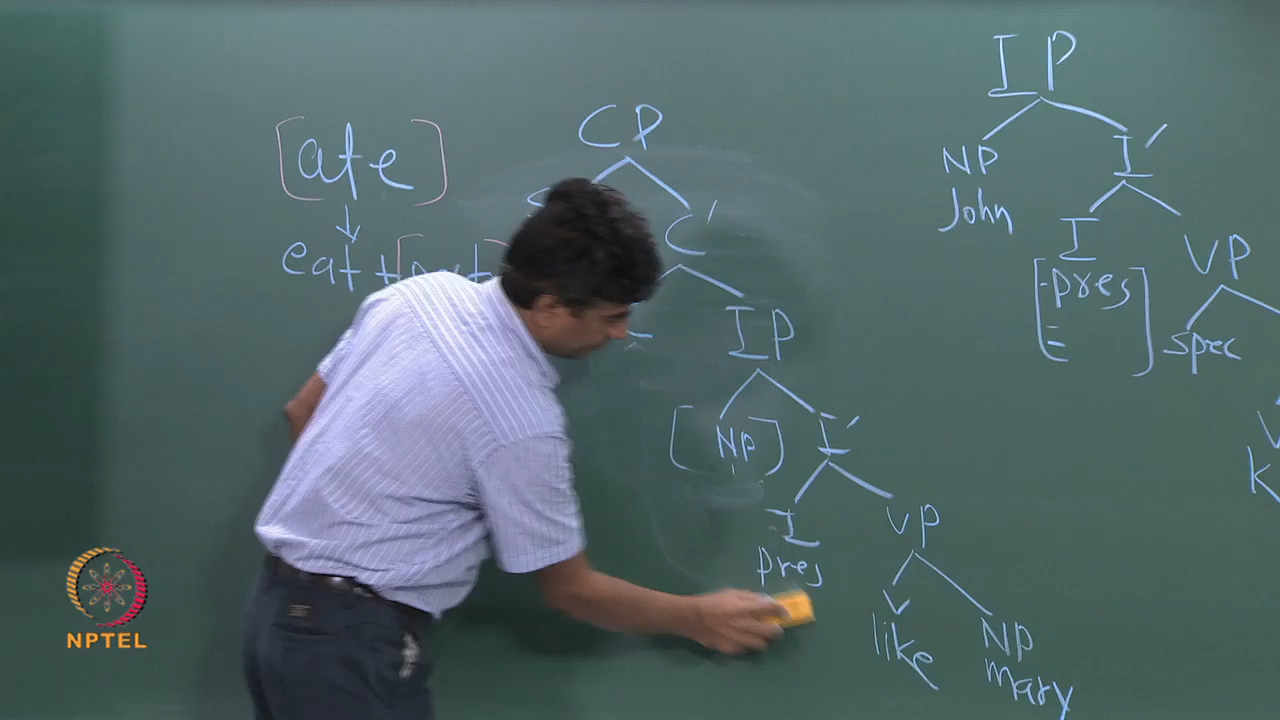 [ate]
eat +[
CP
C'
IP
[NP] I'
I VP
pres
V NP
like mary
IP
NP I'
John
I VP
[-pres]
spec
V
K
NPTEL